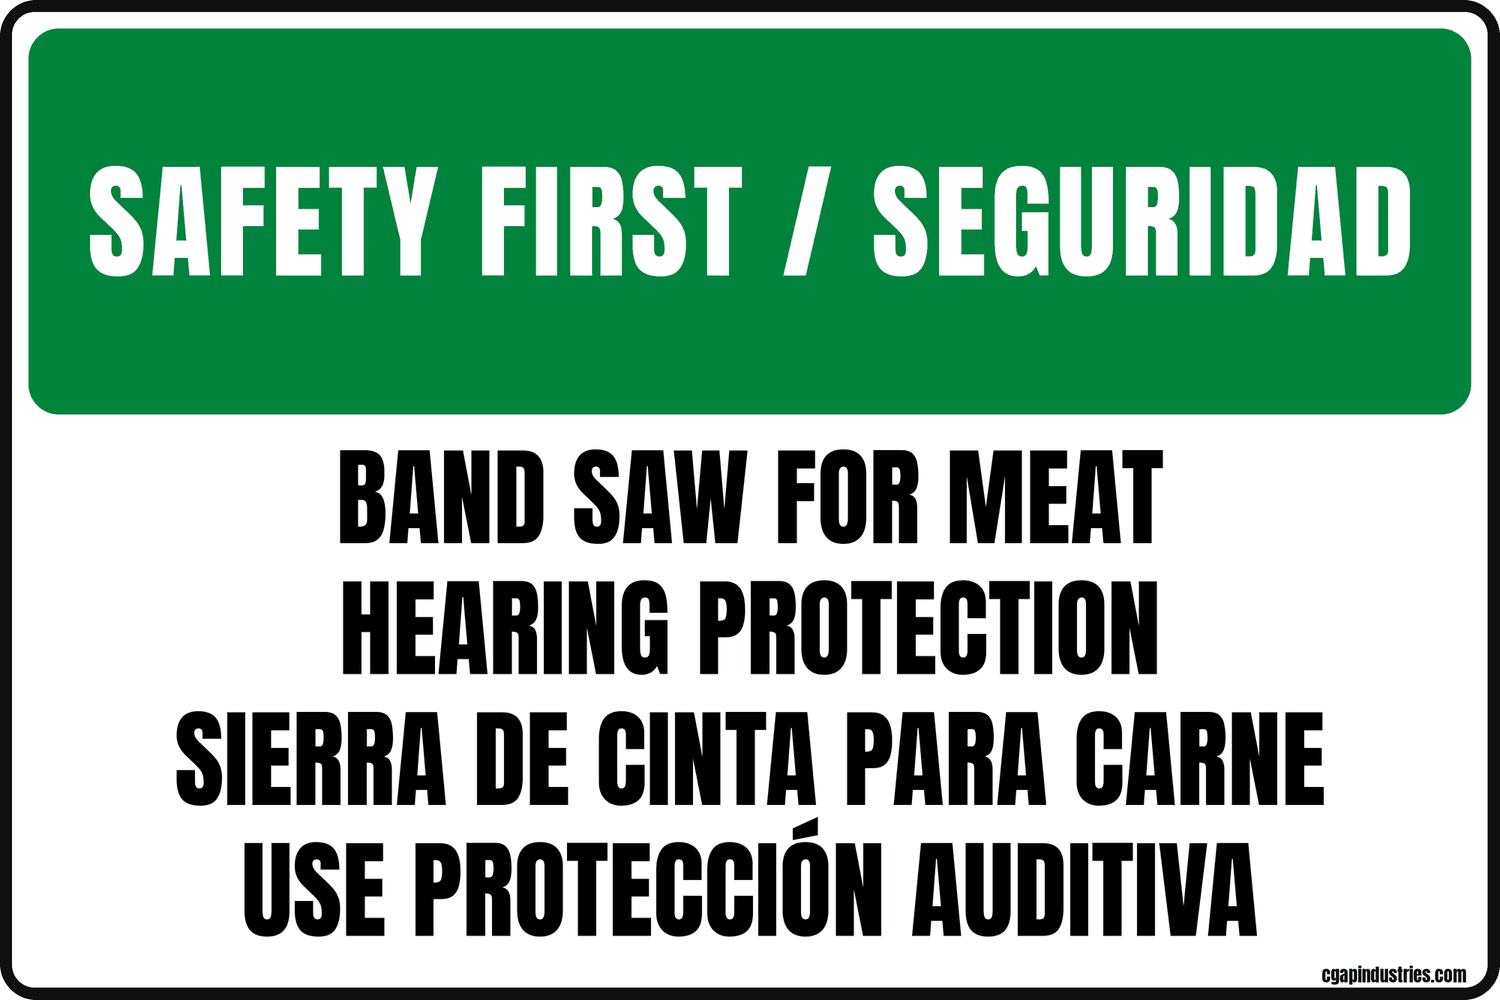 SAFETY FIRST / SEGURIDAD
BAND SAW FOR MEAT
HEARING PROTECTION
SIERRA DE CINTA PARA CARNE
USE PROTECCIÓN AUDITIVA
cgapindustries.com